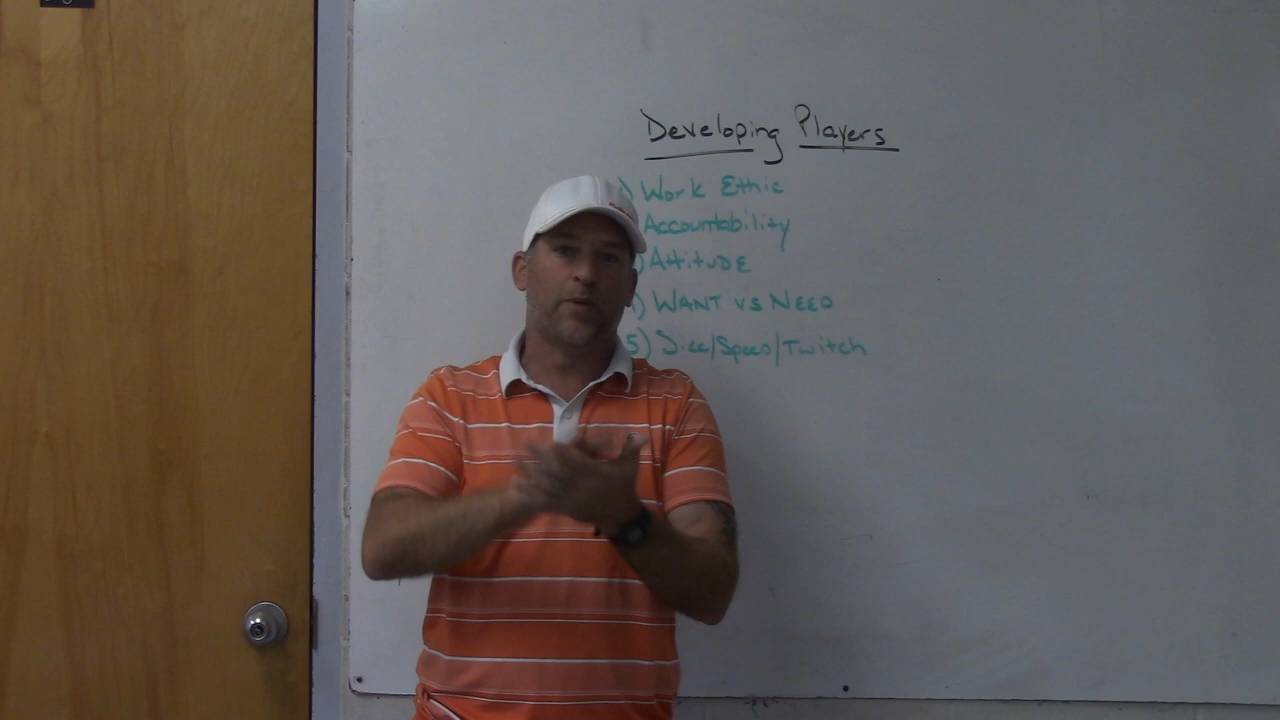 Developing Players
) Work Ethic
Accountability
) Attitude
) WANT vs NEED
5) Size/Speed/Twitch